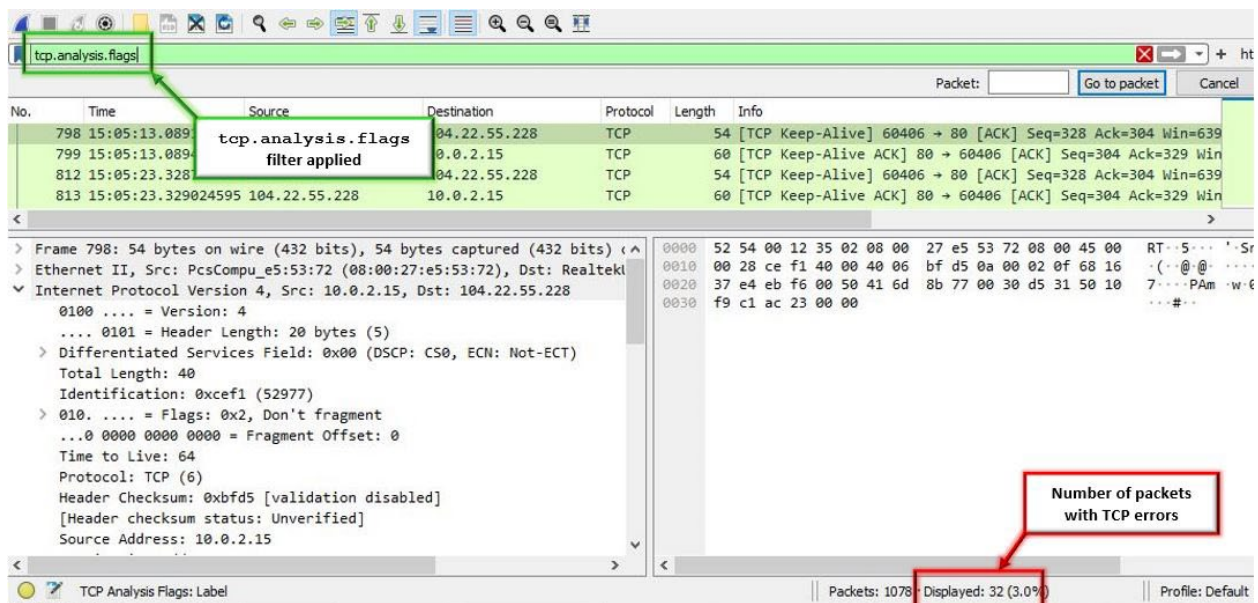 tcp.analysis.flags
+ ht
Packet: Go to packet Cancel
No. Time Source Destination Protocol Length Info
798 15:05:13.089 04.22.55.228 TCP 54 [TCP Keep-Alive] 60406 → 80 [ACK] Seq=328 Ack=304 Win=639
799 15:05:13.0894 0.0.2.15 TCP 60 [TCP Keep-Alive ACK] 80 → 60406 [ACK] Seq=304 Ack=329 Win
812 15:05:23.328 04.22.55.228 TCP 54 [TCP Keep-Alive] 60406 → 80 [ACK] Seq=328 Ack=304 Win=639
813 15:05:23.329024595 104.22.55.228 10.0.2.15 TCP 60 [TCP Keep-Alive ACK] 80 → 60406 [ACK] Seq=304 Ack=329 Win
tcp.analysis.flags
filter applied
Frame 798: 54 bytes on wire (432 bits), 54 bytes captured (432 bits)
Ethernet II, Src: PcsCompu_e5:53:72 (08:00:27:e5:53:72), Dst: Realtek
Internet Protocol Version 4, Src: 10.0.2.15, Dst: 104.22.55.228
0100 .... = Version: 4
.... 0101 = Header Length: 20 bytes (5)
Differentiated Services Field: 0x00 (DSCP: CS0, ECN: Not-ECT)
Total Length: 40
Identification: 0xcef1 (52977)
010. .... = Flags: 0x2, Don't fragment
...0 0000 0000 0000 = Fragment Offset: 0
Time to Live: 64
Protocol: TCP (6)
Header Checksum: 0xbfd5 [validation disabled]
[Header checksum status: Unverified]
Source Address: 10.0.2.15
0000 52 54 00 12 35 02 08 00 27 e5 53 72 08 00 45 00 RT··5··· '·Sr
0010 00 28 ce f1 40 00 40 06 bf d5 0a 00 02 0f 68 16 ·(··@·@· ····
0020 37 e4 eb f6 00 50 41 6d 8b 77 00 30 d5 31 50 10 7····PAm ·w·0
0030 f9 c1 ac 23 00 00 ···#··
Number of packets
with TCP errors
TCP Analysis Flags: Label
Packets: 1078 · Displayed: 32 (3.0%)
Profile: Default